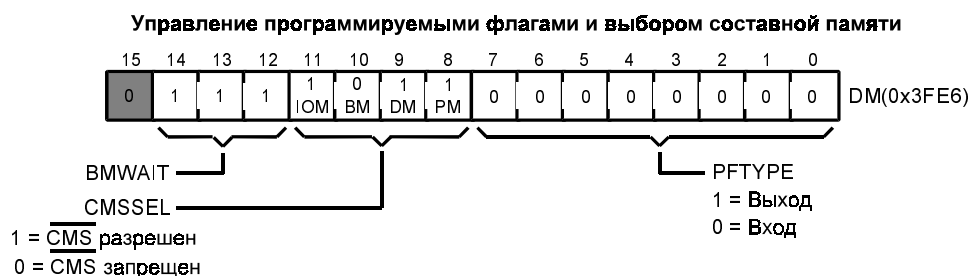 Управление программируемыми флагами и выбором составной памяти
15 14 13 12 11 10 9 8 7 6 5 4 3 2 1 0
0 1 1 1 1 0 1 1 0 0 0 0 0 0 0 0 DM(0x3FE6)
IOM BM DM PM
BMWAIT PFTYPE
CMSSEL 1 = Выход
0 = Вход
1 = CMS разрешен
0 = CMS запрещен